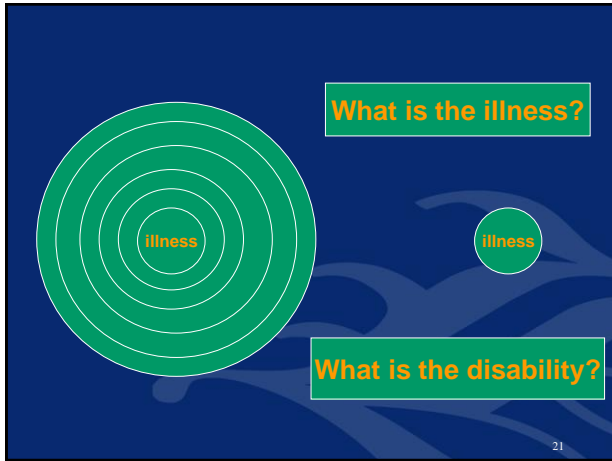 What is the illness?
illness
illness
What is the disability?
21